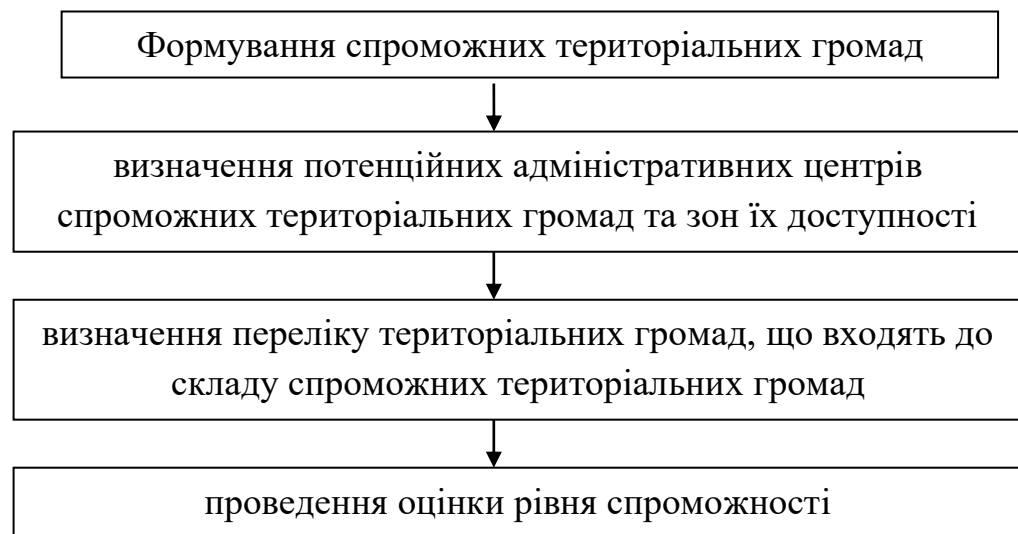 Формування спроможних територіальних громад
визначення потенційних адміністративних центрів
спроможних територіальних громад та зон їх доступності
визначення переліку територіальних громад, що входять до
складу спроможних територіальних громад
проведення оцінки рівня спроможності